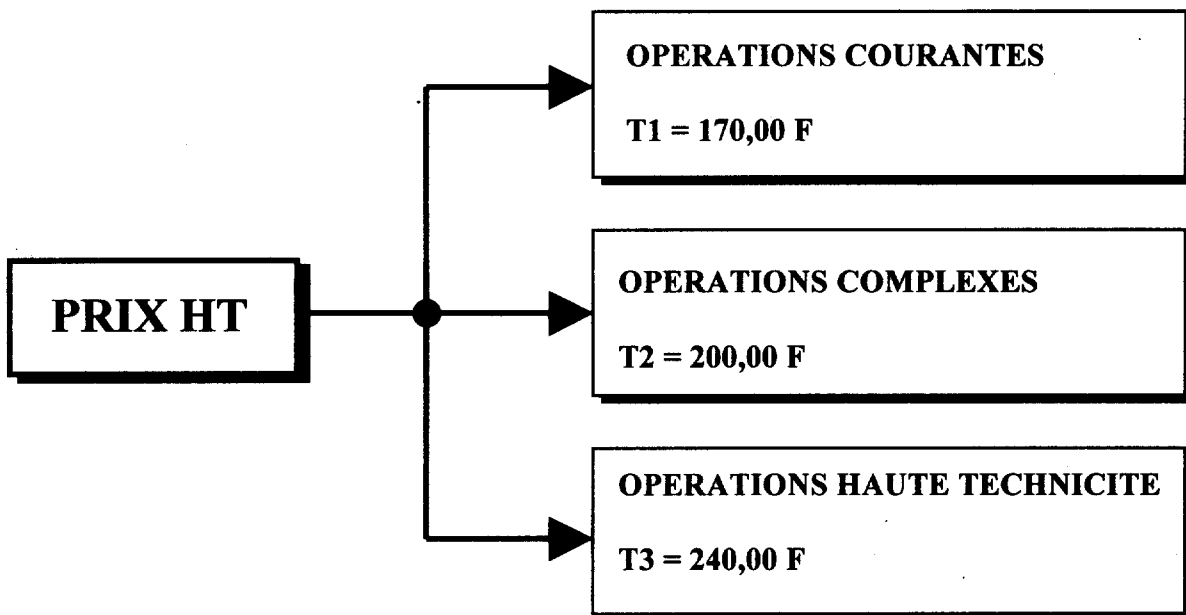 PRIX HT
OPERATIONS COURANTES
T1 = 170,00 F
OPERATIONS COMPLEXES
T2 = 200,00 F
OPERATIONS HAUTE TECHNICITE
T3 = 240,00 F